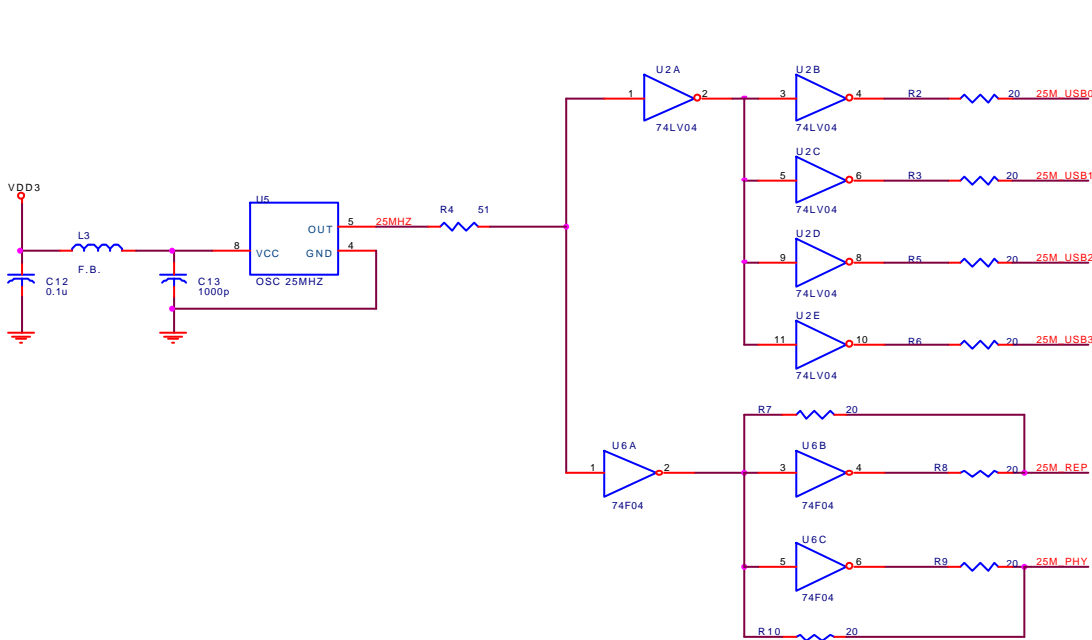 U2A
1
2
74LV04
U2B
3
4
74LV04
R2
20
25M_USB0
U2C
5
6
74LV04
R3
20
25M_USB1
U2D
9
8
74LV04
R5
20
25M_USB2
U2E
11
10
74LV04
R6
20
25M_USB3
VDD3
L3
F.B.
C12
0.1u
C13
1000p
U5
8
VCC
OUT
GND
5
4
OSC 25MHZ
25MHZ
R4
51
R7
20
U6A
1
2
74F04
U6B
3
4
74F04
R8
20
25M_REP
U6C
5
6
74F04
R9
20
25M_PHY
R10
20